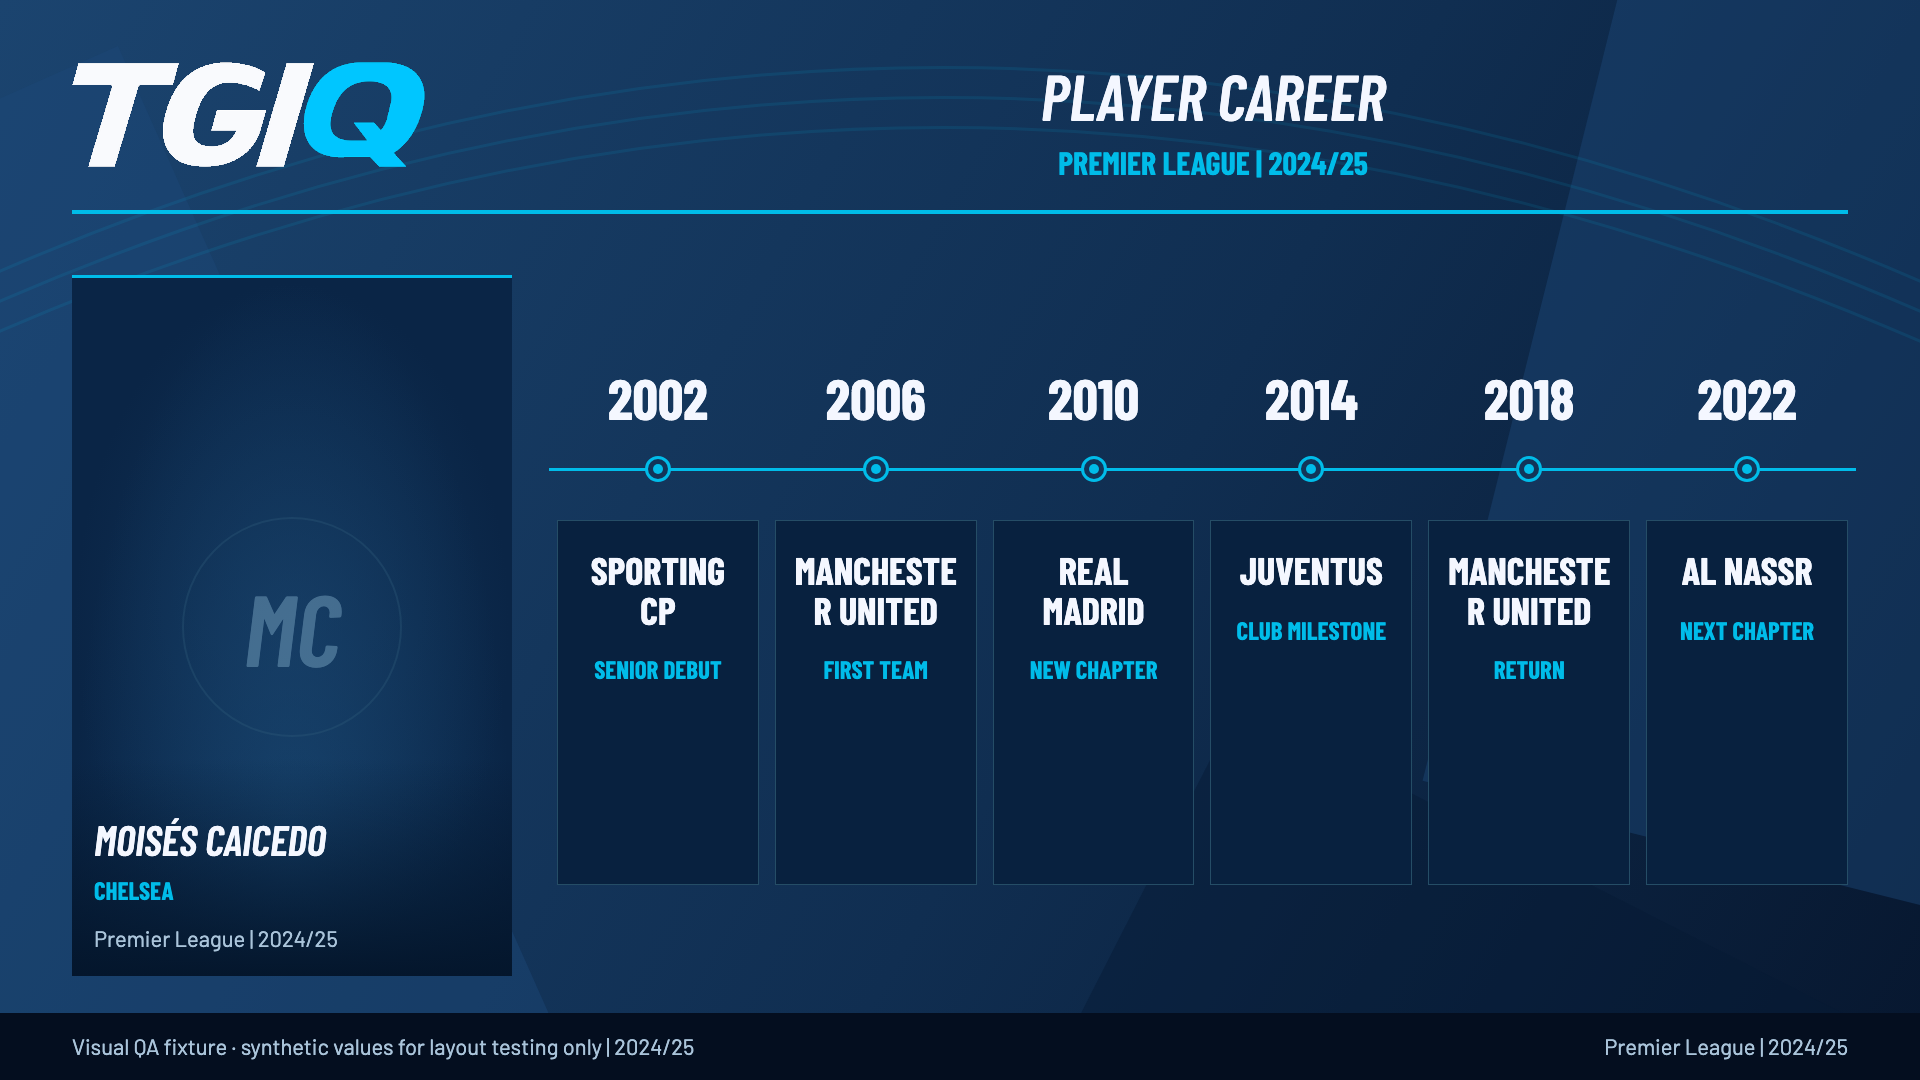 TGIQ
PLAYER CAREER
PREMIER LEAGUE | 2024/25
MC
MOISÉS CAICEDO
CHELSEA
Premier League | 2024/25
2002
2006
2010
2014
2018
2022
SPORTING
CP
SENIOR DEBUT
MANCHESTE
R UNITED
FIRST TEAM
REAL
MADRID
NEW CHAPTER
JUVENTUS
CLUB MILESTONE
MANCHESTE
R UNITED
RETURN
AL NASSR
NEXT CHAPTER
Visual QA fixture · synthetic values for layout testing only | 2024/25
Premier League | 2024/25